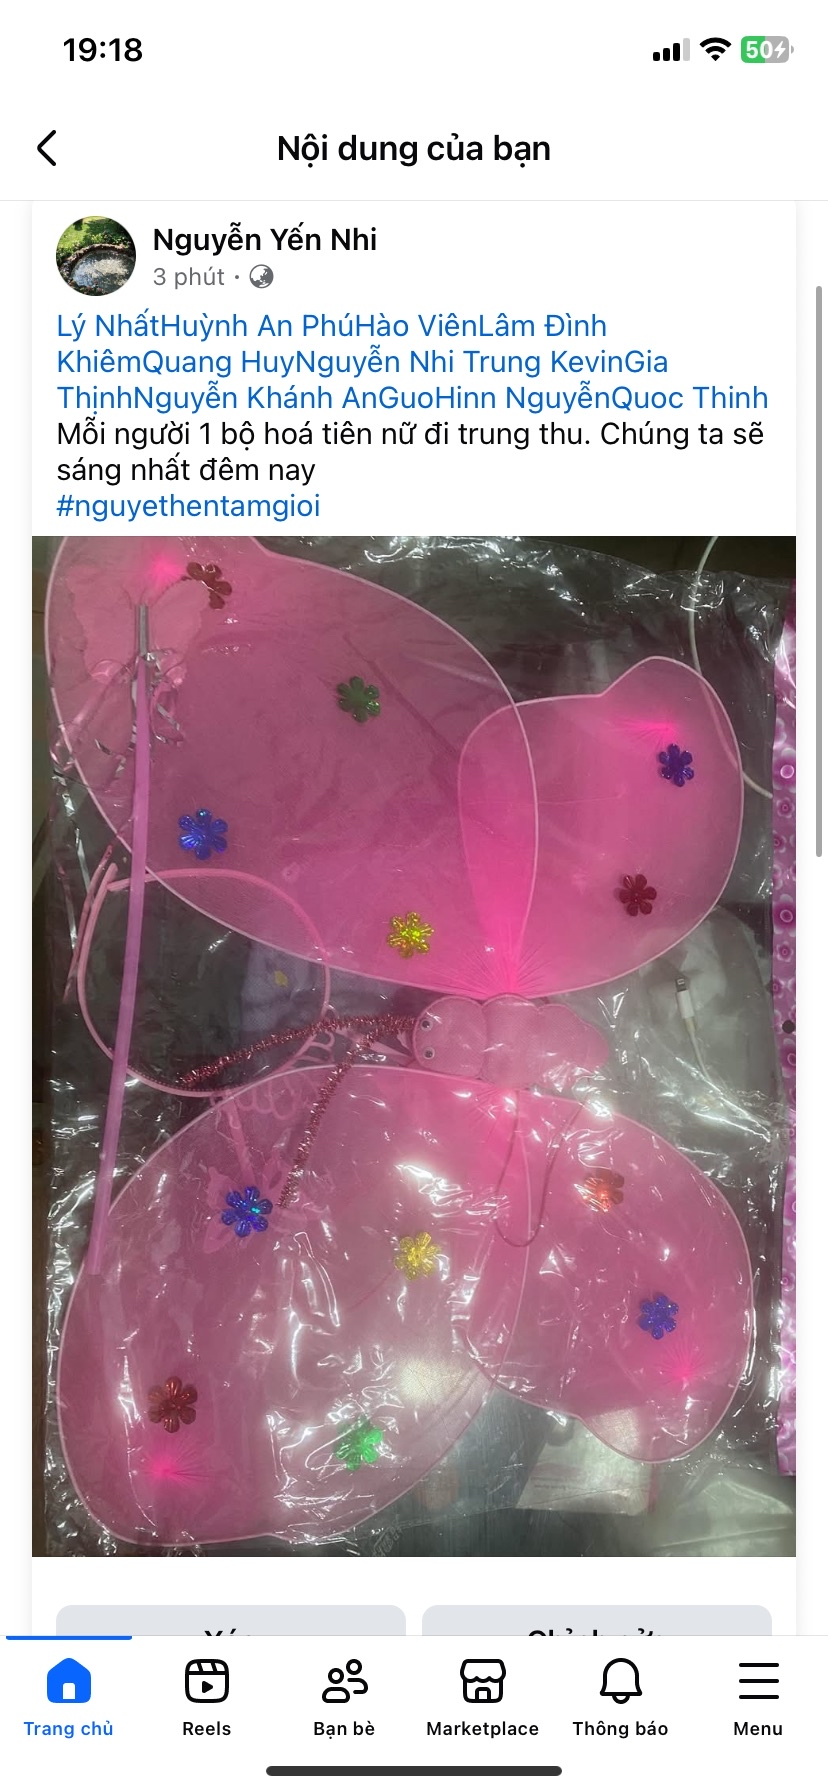 19:18
50
Nội dung của bạn
Nguyễn Yến Nhi
3 phút ·
Lý NhấtHuỳnh An PhúHào ViênLâm Đình
KhiêmQuang HuyNguyễn Nhi Trung KevinGia
ThịnhNguyễn Khánh AnGuoHinn NguyễnQuoc Thinh
Mỗi người 1 bộ hoá tiên nữ đi trung thu. Chúng ta sẽ
sáng nhất đêm nay
#nguyethentamgioi
Trang chủ
Reels
Bạn bè
Marketplace
Thông báo
Menu